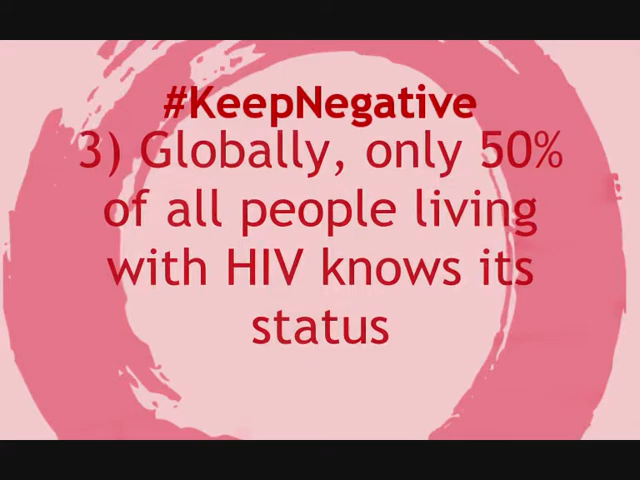 #KeepNegative
3) Globally, only 50%
of all people living
with HIV knows its
status